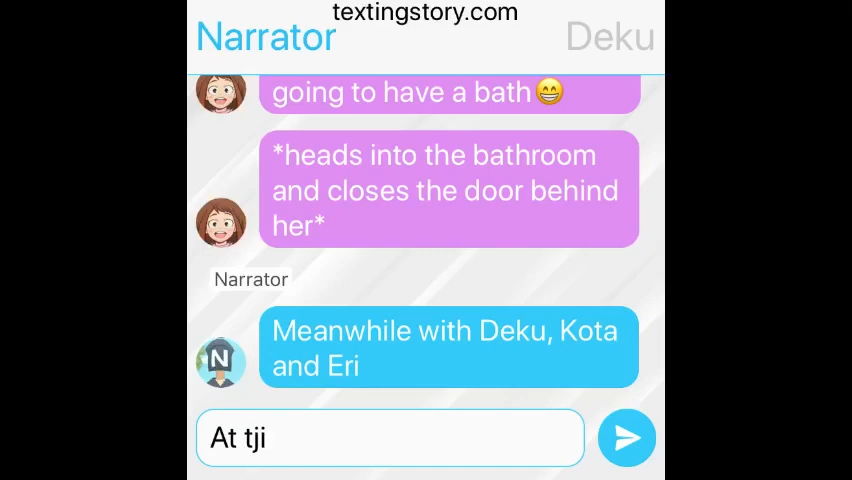 textingstory.com
Narrator
Deku
going to have a bath😁
*heads into the bathroom
and closes the door behind
her*
Narrator
Meanwhile with Deku, Kota
and Eri
N
At tji